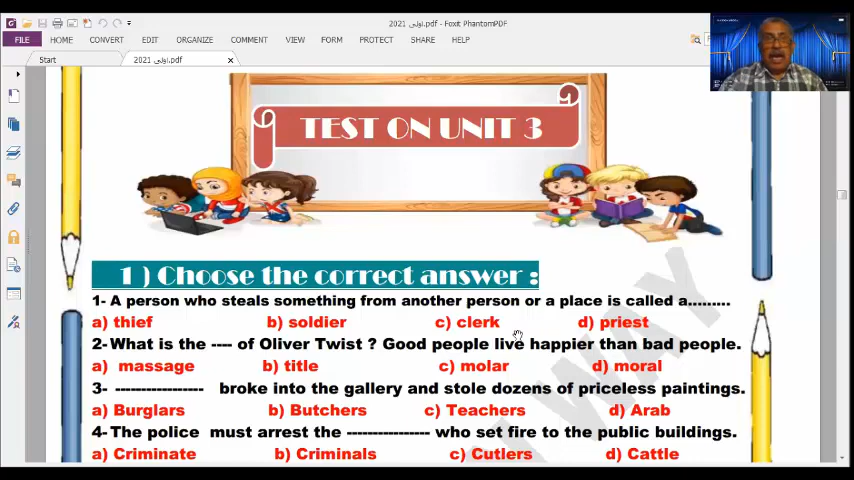 اولى 2021.pdf - Foxit PhantomPDF
FILE HOME CONVERT EDIT ORGANIZE COMMENT VIEW FORM PROTECT SHARE HELP
Start اولى 2021.pdf
TEST ON UNIT 3
1 ) Choose the correct answer :
1- A person who steals something from another person or a place is called a.........
a) thief b) soldier c) clerk d) priest
2-What is the ---- of Oliver Twist ? Good people live happier than bad people.
a) massage b) title c) molar d) moral
3- ----------------- broke into the gallery and stole dozens of priceless paintings.
a) Burglars b) Butchers c) Teachers d) Arab
4-The police must arrest the ---------------- who set fire to the public buildings.
a) Criminate b) Criminals c) Cutlers d) Cattle
WAY